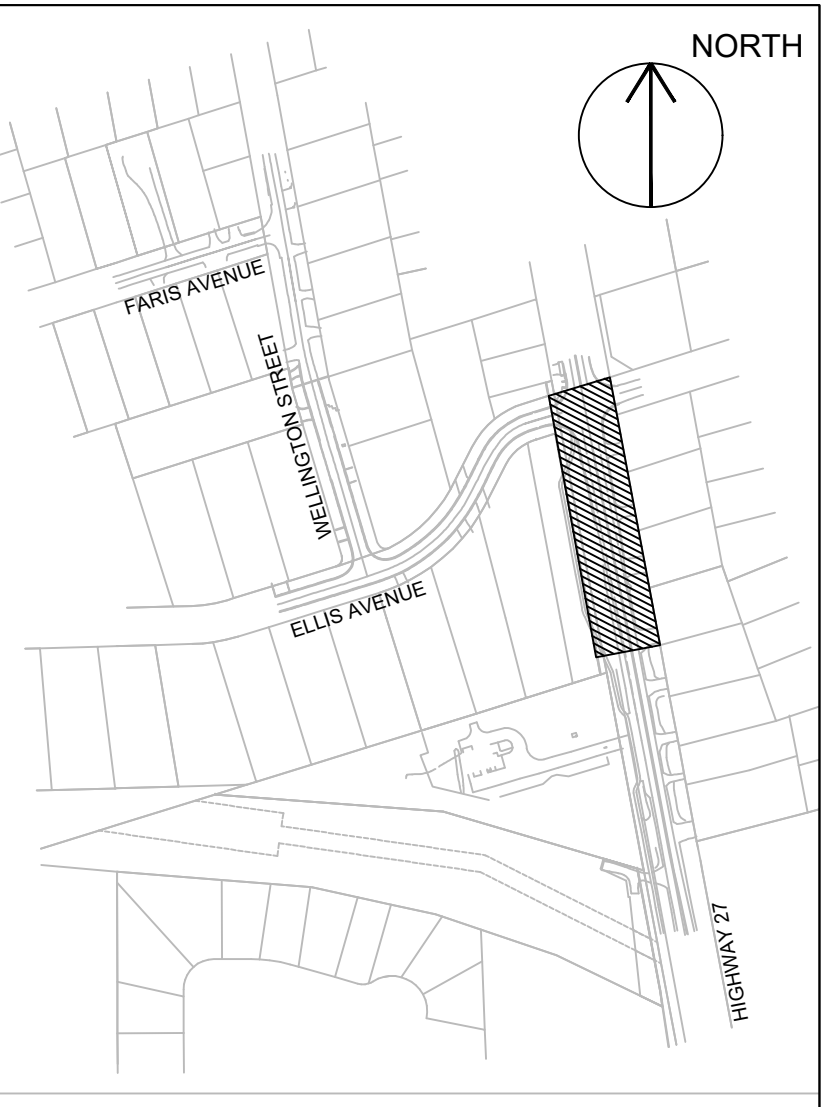 NORTH
FARIS AVENUE
WELLINGTON STREET
ELLIS AVENUE
HIGHWAY 27